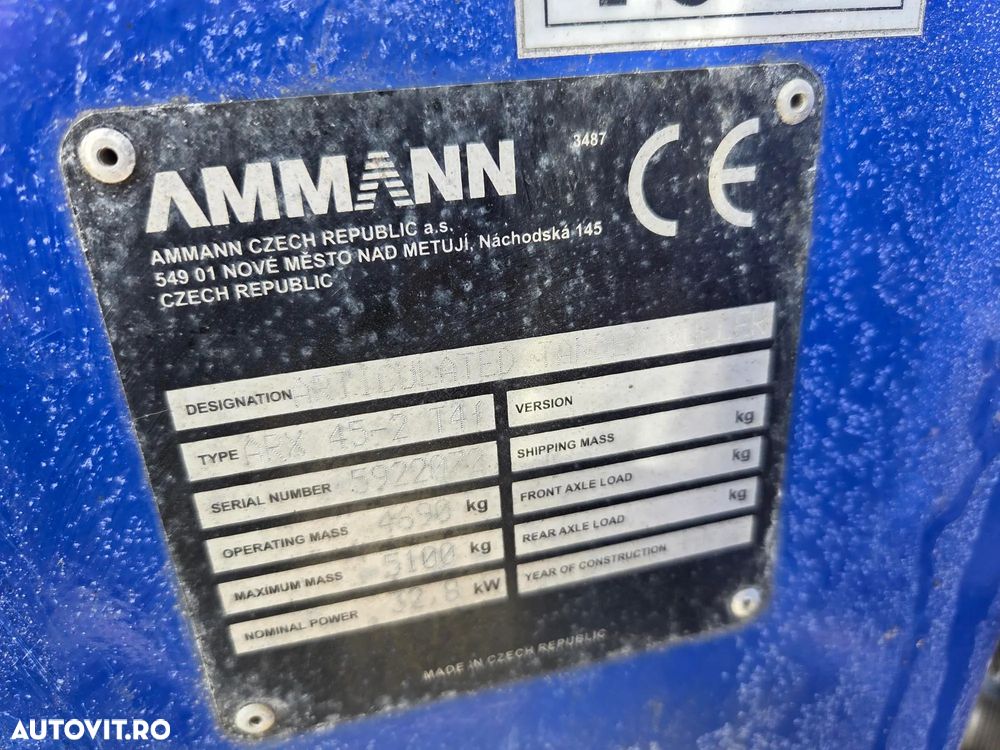 AMMANN
3487
CE
AMMANN CZECH REPUBLIC a.s.
549 01 NOVÉ MĚSTO NAD METUJÍ, Náchodská 145
CZECH REPUBLIC
DESIGNATION ARTICULATED
TYPE ARX 45-2 T4f
VERSION
SERIAL NUMBER
SHIPPING MASS kg
OPERATING MASS 4690 kg
FRONT AXLE LOAD kg
MAXIMUM MASS 5100 kg
REAR AXLE LOAD kg
NOMINAL POWER 32,8 kW
YEAR OF CONSTRUCTION
MADE IN CZECH REPUBLIC
AUTOVIT.RO